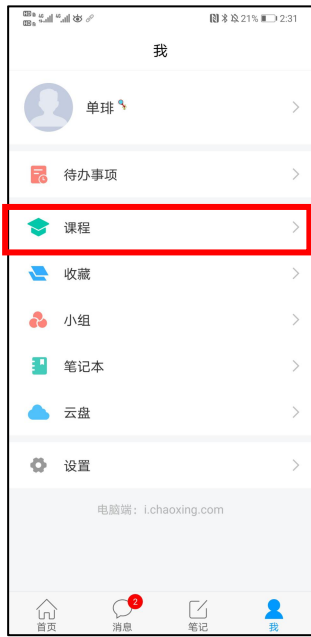 21% 2:31
我
单琲
待办事项
课程
收藏
小组
笔记本
云盘
设置
电脑端：i.chaoxing.com
2
首页 消息 笔记 我